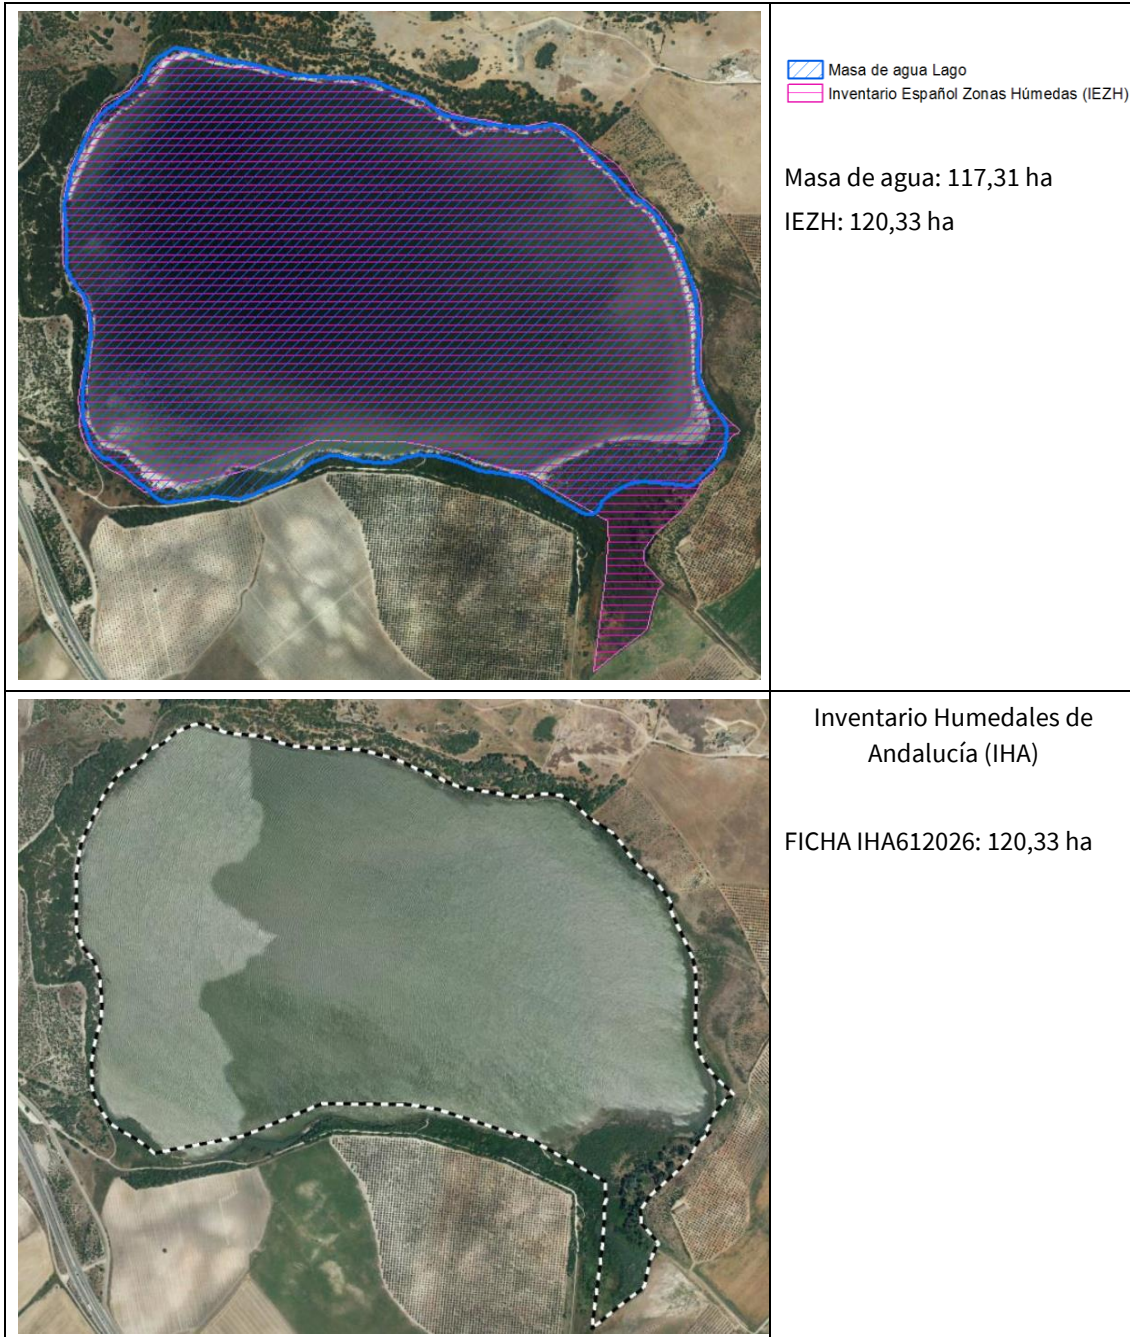 Masa de agua Lago
Inventario Español Zonas Húmedas (IEZH)
Masa de agua: 117,31 ha
IEZH: 120,33 ha
Inventario Humedales de
Andalucía (IHA)
FICHA IHA612026: 120,33 ha